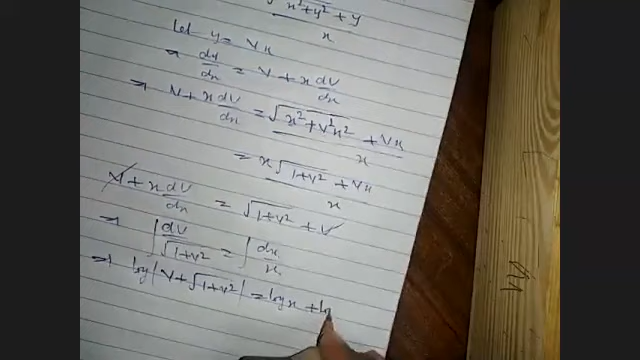 √x²+y² + y / x
Let y = vx
⇒ dy/dx = v + x dv/dx
⇒ v + x dv/dx = √x²+v²x² + vx / x
= x√1+v² + vx / x
v + x dv/dx = √1+v² + v
⇒ ∫ dv/√1+v² = ∫ dx/x
⇒ log|v+√1+v²| = log x + lo